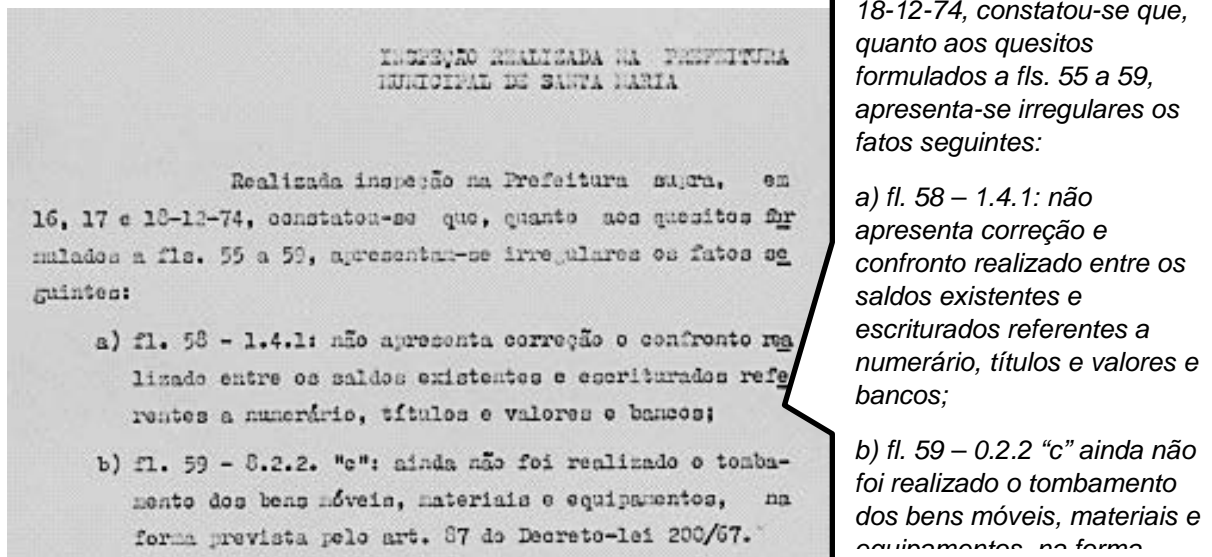 INSPEÇÃO REALIZADA NA PREFEITURA
MUNICIPAL DE SANTA MARIA
Realizada inspeção na Prefeitura supra, em
16, 17 e 18-12-74, constatou-se que, quanto aos quesitos for
mulados a fls. 55 a 59, apresentam-se irregulares os fatos se
guintes:
a) fl. 58 - 1.4.1: não apresenta correção o confronto rea
lizado entre os saldos existentes e escriturados refe
rentes a numerário, títulos e valores e bancos;
b) fl. 59 - 8.2.2. "c": ainda não foi realizado o tomba-
mento dos bens móveis, materiais e equipamentos, na
forma prevista pelo art. 87 do Decreto-lei 200/67.
18-12-74, constatou-se que,
quanto aos quesitos
formulados a fls. 55 a 59,
apresenta-se irregulares os
fatos seguintes:
a) fl. 58 – 1.4.1: não
apresenta correção e
confronto realizado entre os
saldos existentes e
escriturados referentes a
numerário, títulos e valores e
bancos;
b) fl. 59 – 0.2.2 “c” ainda não
foi realizado o tombamento
dos bens móveis, materiais e
equipamentos, na forma